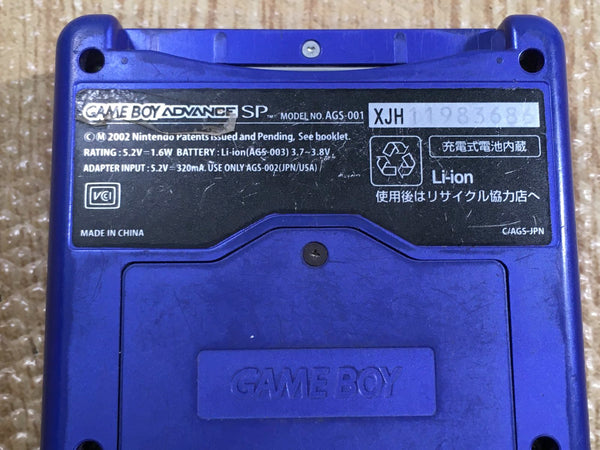 GAME BOY ADVANCE SP™ MODEL NO. AGS-001 XJH11983686
©Ⓜ 2002 Nintendo Patents Issued and Pending. See booklet.
RATING : 5.2V⎓1.6W BATTERY : Li-ion(AGS-003) 3.7⎓3.8V
ADAPTER INPUT : 5.2V⎓320mA. USE ONLY AGS-002(JPN/USA)
充電式電池内蔵
Li-ion
使用後はリサイクル協力店へ
VCI
MADE IN CHINA
C/AGS-JPN
GAME BOY